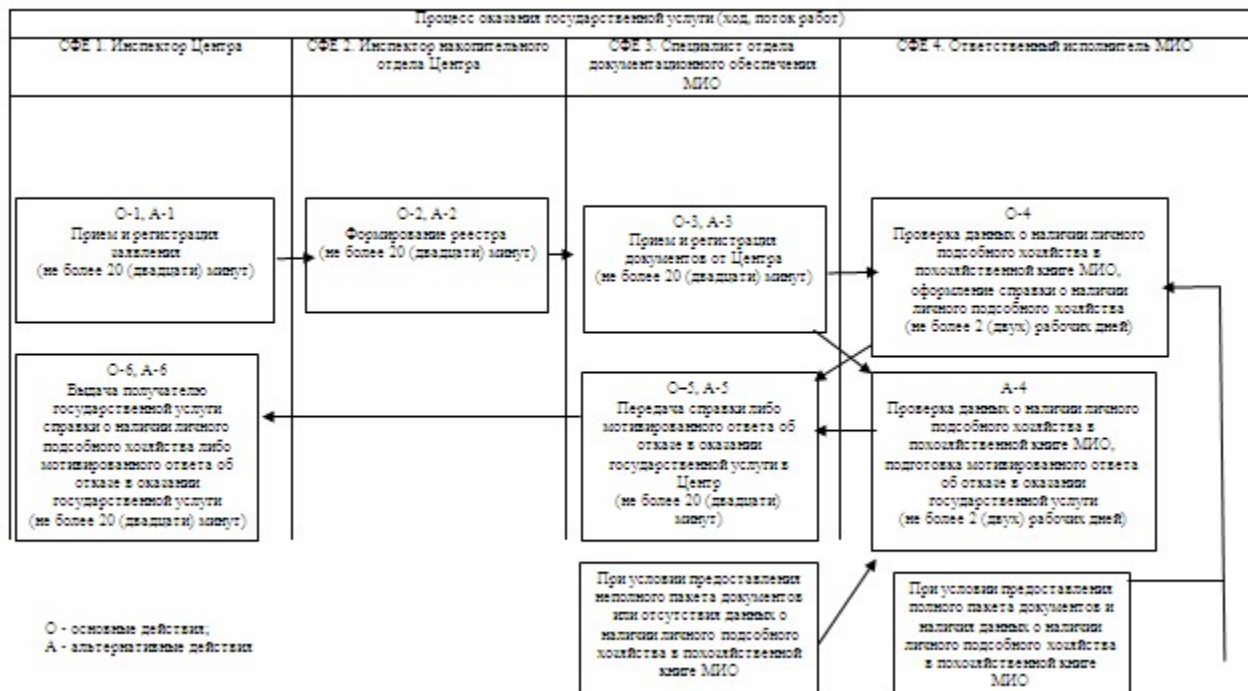 Процесс оказания государственной услуги (ход, поток работ)
СФЕ 1. Инспектор Центра
СФЕ 2. Инспектор накопительного
отдела Центра
СФЕ 3. Специалист отдела
документационного обеспечения
МИО
СФЕ 4. Ответственный исполнитель МИО
О-1, А-1
Прием и регистрация
заявления
(не более 20 (двадцати) минут)
О-2, А-2
Формирование реестра
(не более 20 (двадцати) минут)
О-3, А-3
Прием и регистрация
документов от Центра
(не более 20 (двадцати) минут)
О-4
Проверка данных о наличии личного
подсобного хозяйства в
похозяйственной книге МИО,
оформление справки о наличии
личного подсобного хозяйства
(не более 2 (двух) рабочих дней)
О-6, А-6
Выдача получателю
государственной услуги
справки о наличии личного
подсобного хозяйства либо
мотивированного ответа об
отказе в оказании
государственной услуги
(не более 20 (двадцати) минут)
О–5, А-5
Передача справки либо
мотивированного ответа об
отказе в оказании
государственной услуги в
Центр
(не более 20 (двадцати)
минут)
А-4
Проверка данных о наличии личного
подсобного хозяйства в
похозяйственной книге МИО,
подготовка мотивированного ответа
об отказе в оказании
государственной услуги
(не более 2 (двух) рабочих дней)
При условии предоставления
неполного пакета документов
или отсутствия данных о
наличии личного подсобного
хозяйства в похозяйственной
книге МИО
При условии предоставления
полного пакета документов и
наличия данных о наличии
личного подсобного хозяйства
в похозяйственной книге
МИО
О - основные действия;
А - альтернативные действия